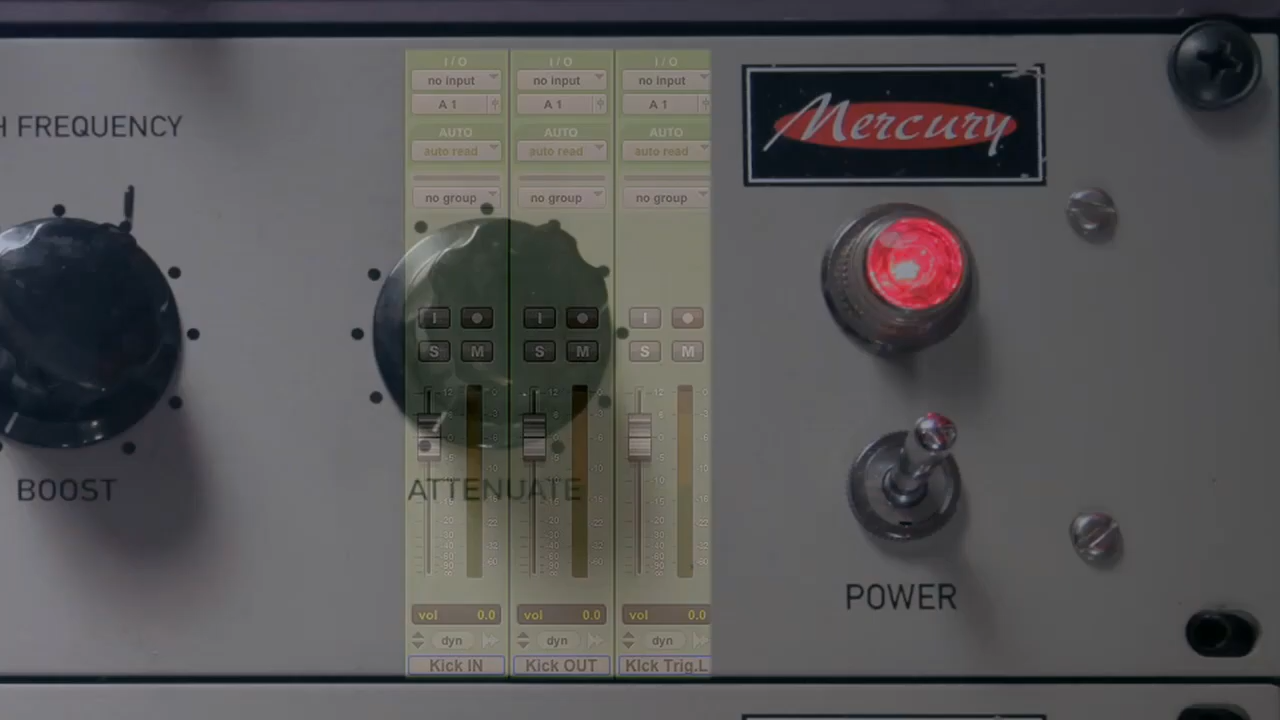 H FREQUENCY
BOOST
ATTENUATE
Mercury
POWER
I / O I / O I / O
no input no input no input
A 1 A 1 A 1
AUTO AUTO AUTO
auto read auto read auto read
no group no group no group
I I I
S M S M S M
vol 0.0 vol 0.0 vol 0.0
dyn dyn dyn
Kick IN Kick OUT KIck Trig.L